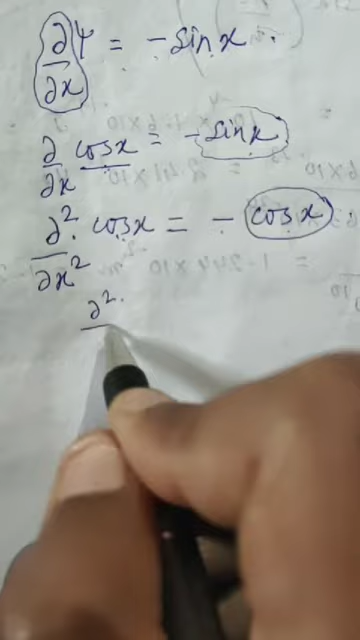 ∂/∂x ψ = - sin x .
∂/∂x cos x = - sin x
∂²/∂x² cos x = - cos x
∂²